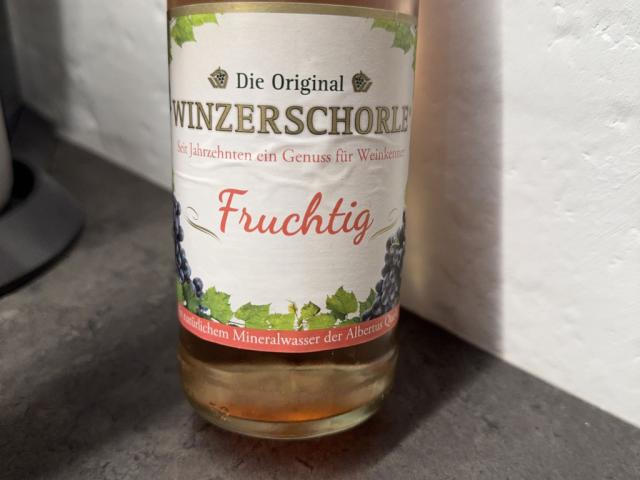 Die Original
WINZERSCHORLE
Seit Jahrzehnten ein Genuss für Weinkenner
Fruchtig
natürlichem Mineralwasser der Albertus